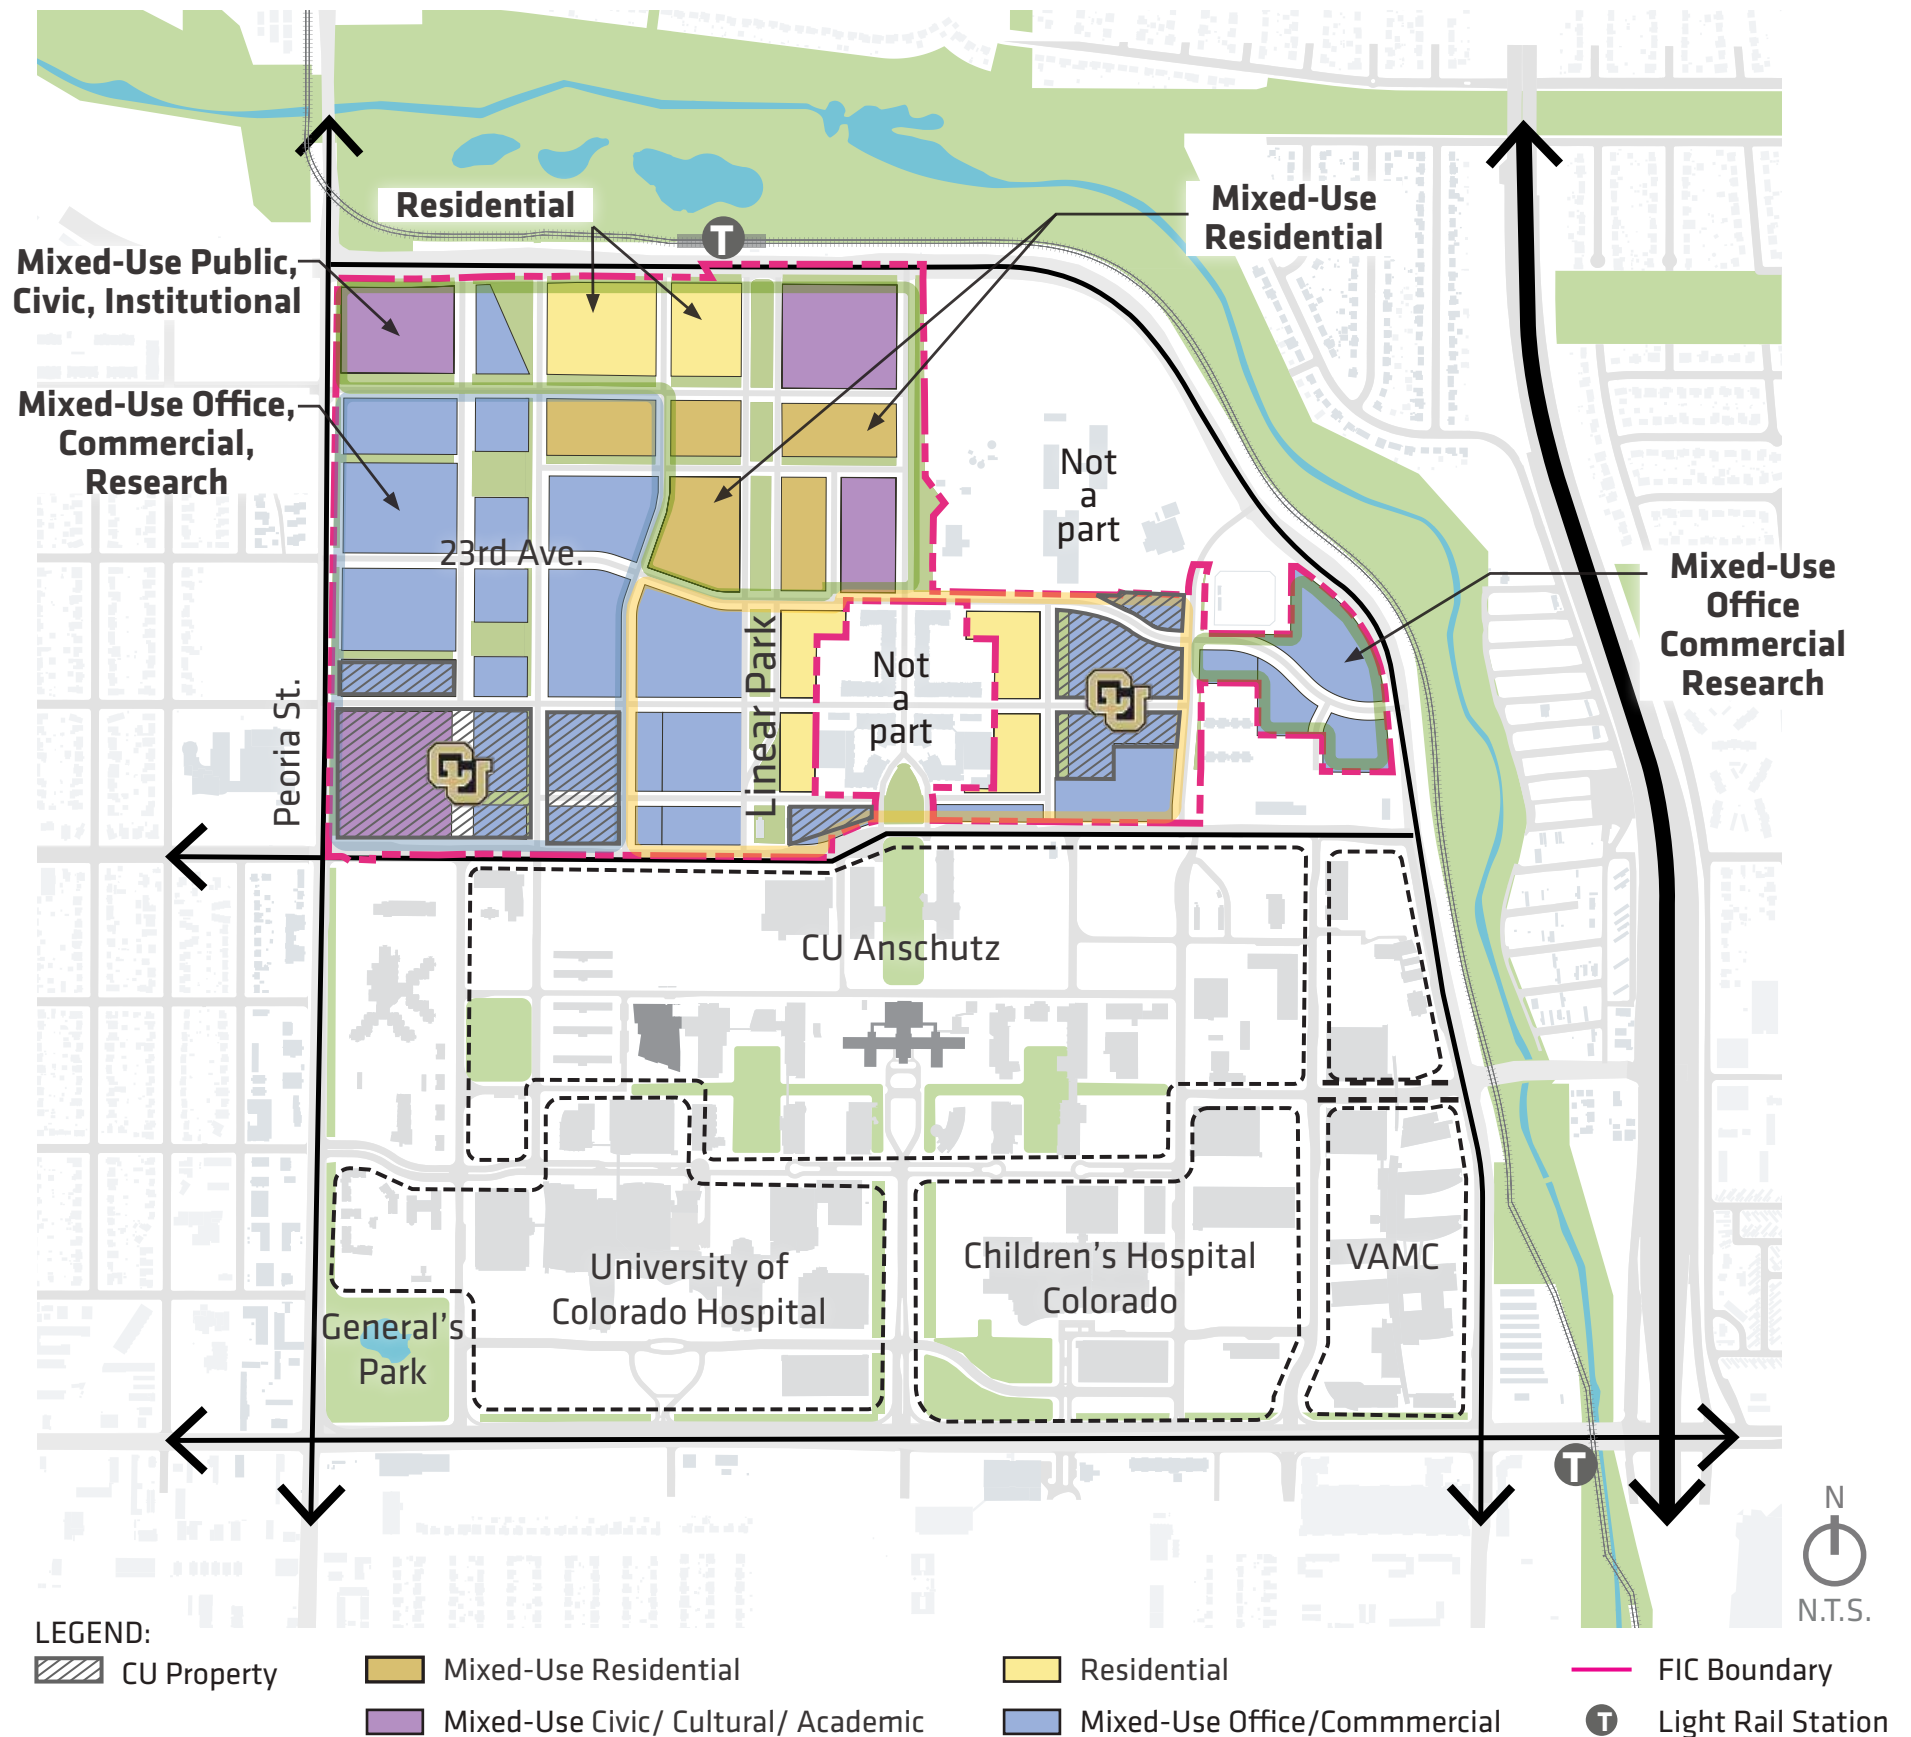 Residential
Mixed-Use
Residential
T
Mixed-Use Public,
Civic, Institutional
Mixed-Use Office,
Commercial,
Research
Not
a
part
23rd Ave.
Mixed-Use
Office
Commercial
Research
Peoria St.
Linear Park
Not
a
part
CU
CU
CU Anschutz
University of
Colorado Hospital
Children's Hospital
Colorado
VAMC
General's
Park
T
N
N.T.S.
LEGEND:
CU Property
Mixed-Use Residential
Residential
FIC Boundary
Mixed-Use Civic/ Cultural/ Academic
Mixed-Use Office/Commmercial
T
Light Rail Station